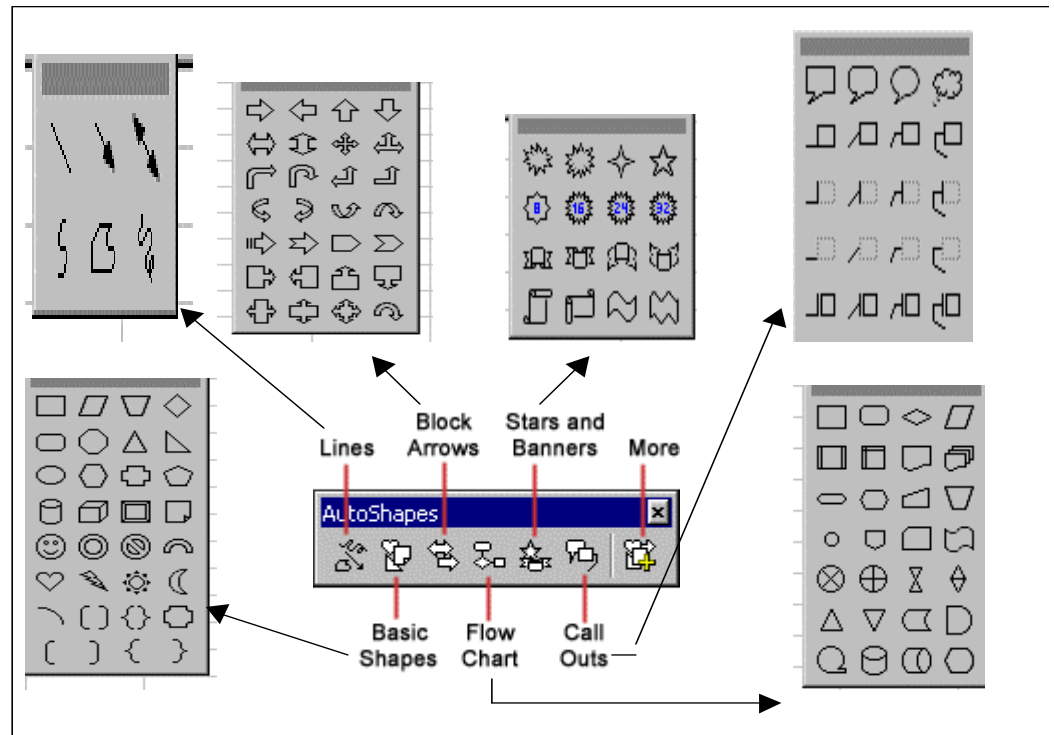 8 16 24 32
Block
Arrows
Stars and
Banners
Lines
More
AutoShapes
Basic
Shapes
Flow
Chart
Call
Outs